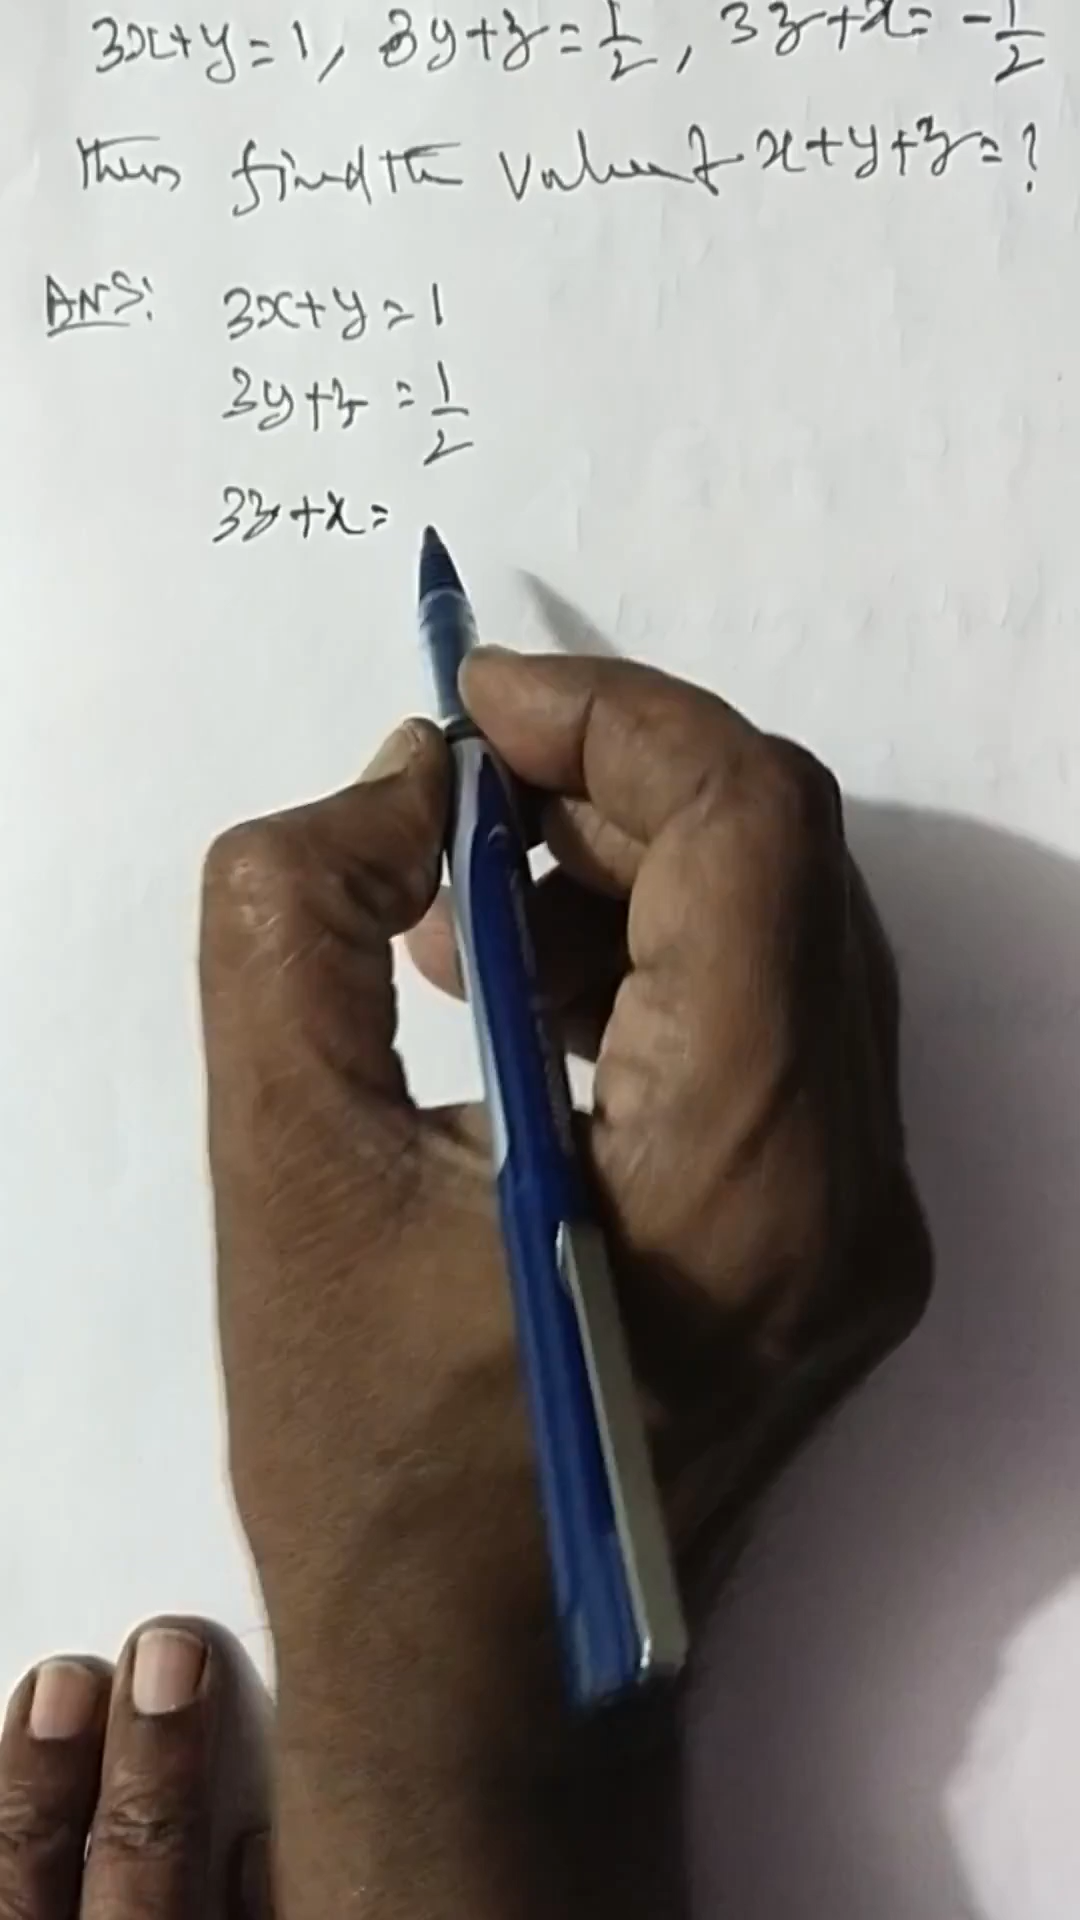 3x+y=1, 3y+z=1/2, 3z+x=-1/2
then find the value of x+y+z=?
ANS: 3x+y=1
3y+z=1/2
3z+x=